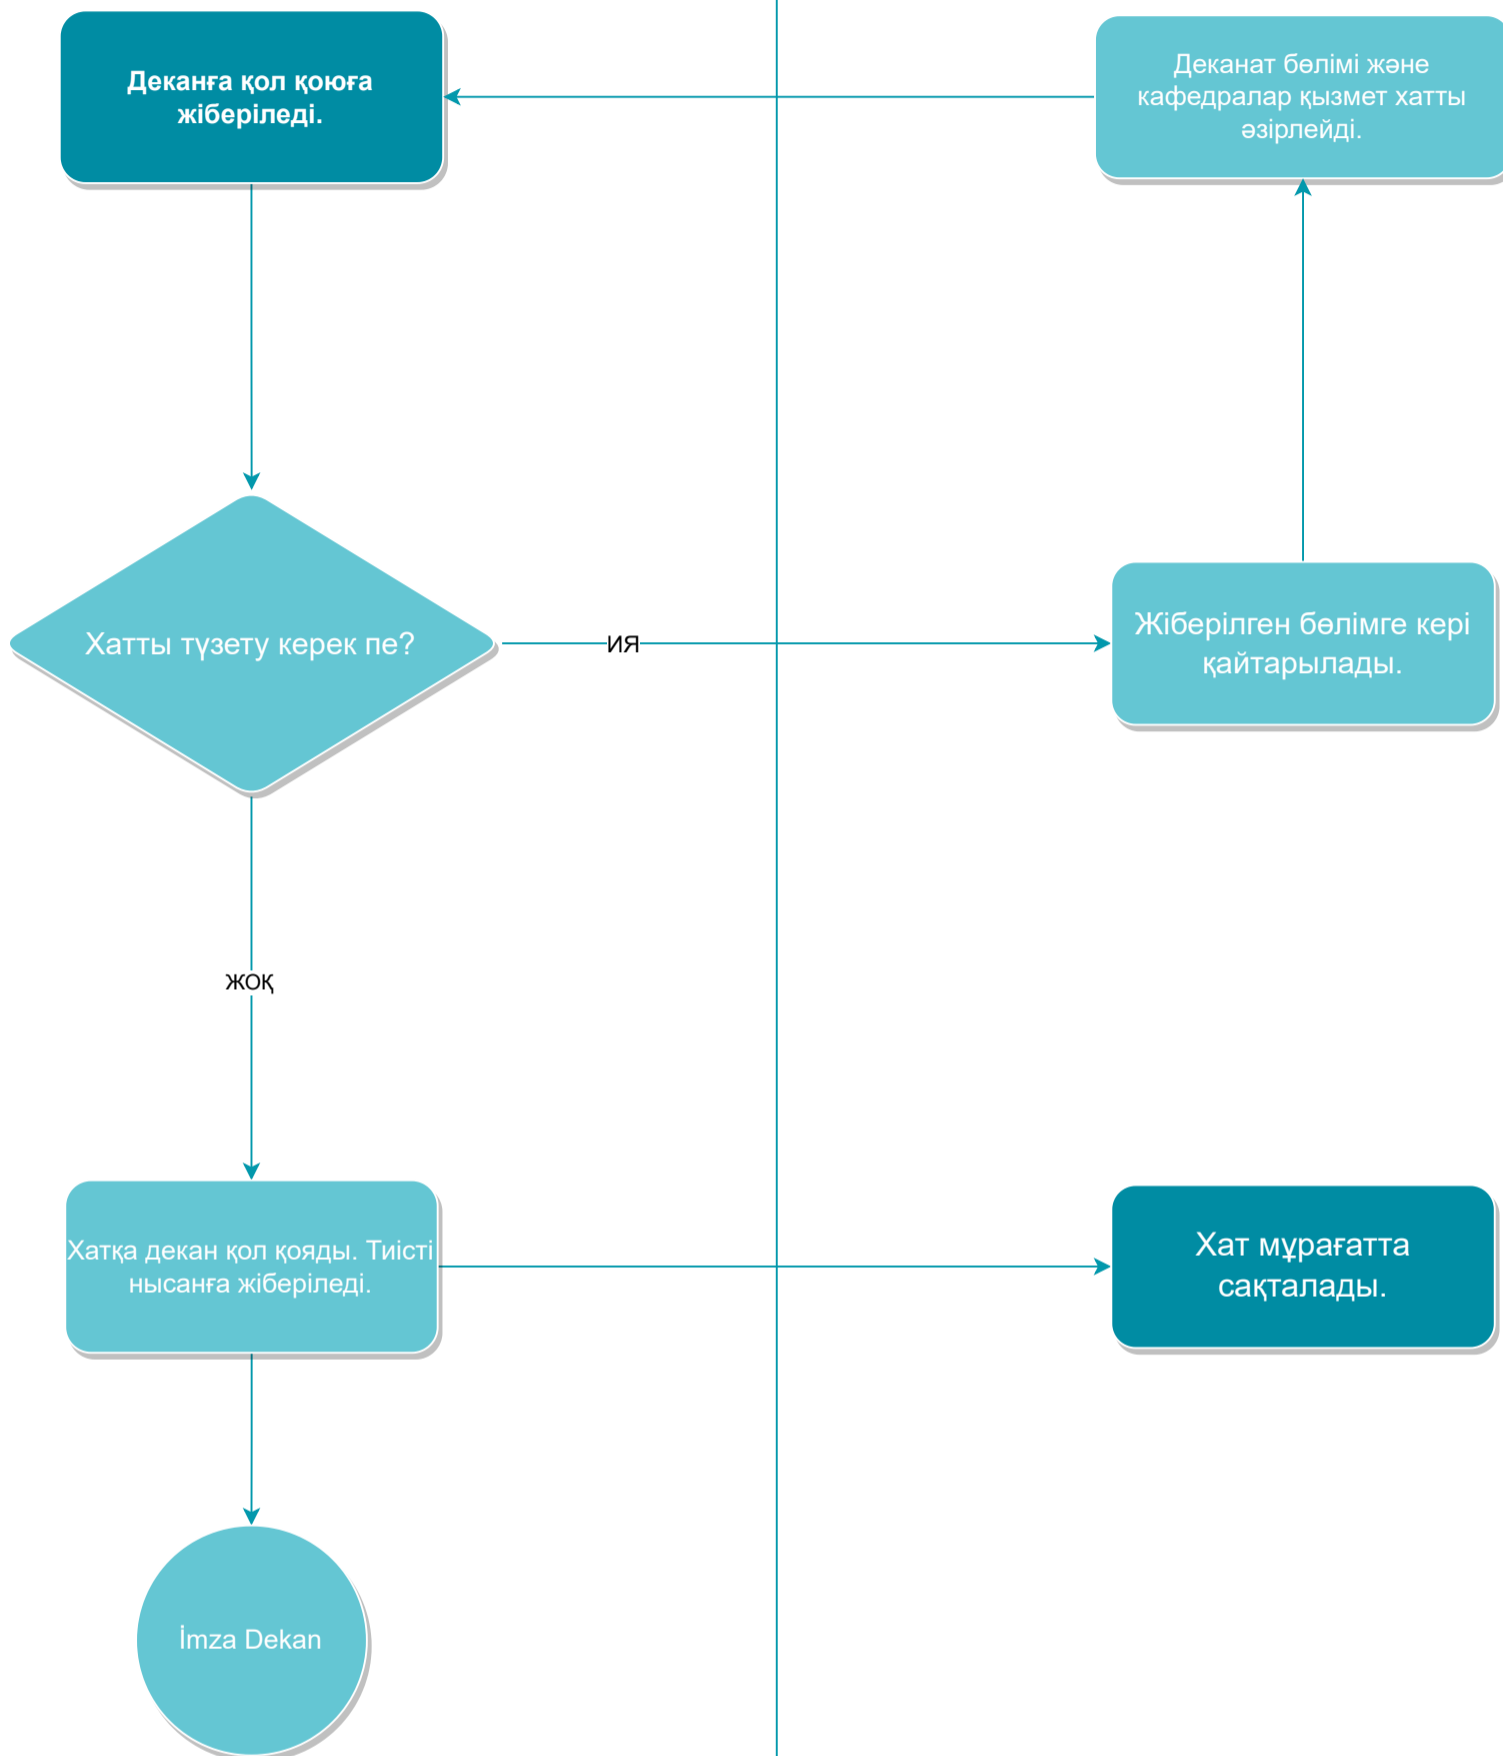 Деканға қол қоюға
жіберіледі.
Деканат бөлімі және
кафедралар қызмет хатты
әзірлейді.
Хатты түзету керек пе?
ИЯ
Жіберілген бөлімге кері
қайтарылады.
ЖОҚ
Хатқа декан қол қояды. Тиісті
нысанға жіберіледі.
Хат мұрағатта
сақталады.
İmza Dekan